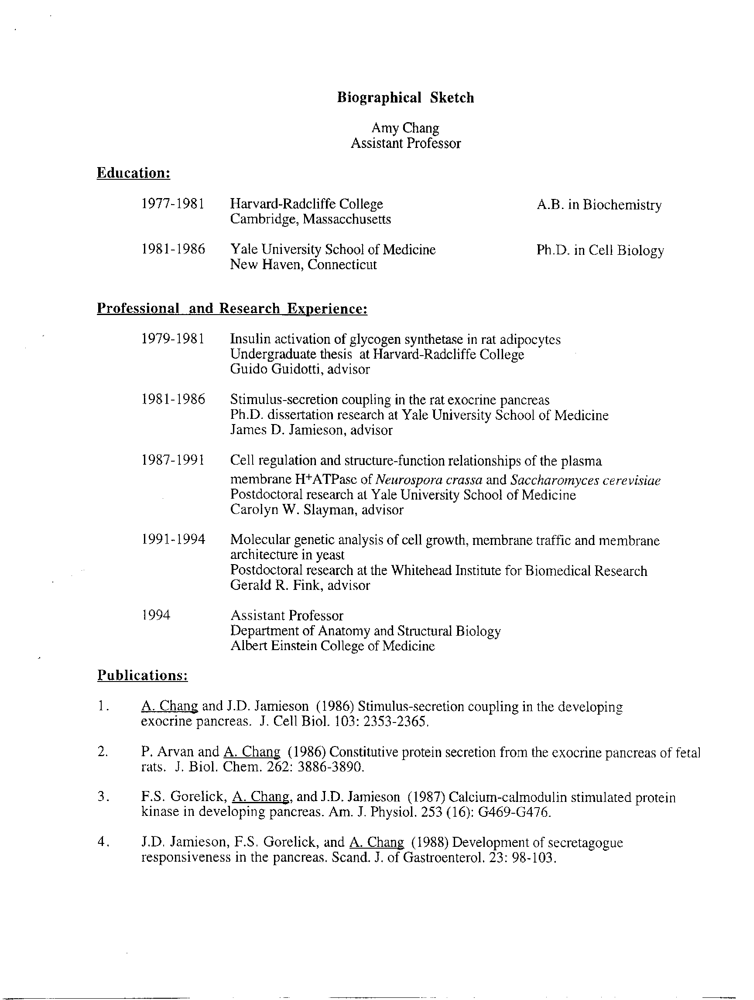 Biographical Sketch
Amy Chang
Assistant Professor
Education:
1977-1981 Harvard-Radcliffe College A.B. in Biochemistry
Cambridge, Massacchusetts
1981-1986 Yale University School of Medicine Ph.D. in Cell Biology
New Haven, Connecticut
Professional and Research Experience:
1979-1981 Insulin activation of glycogen synthetase in rat adipocytes
Undergraduate thesis at Harvard-Radcliffe College
Guido Guidotti, advisor
1981-1986 Stimulus-secretion coupling in the rat exocrine pancreas
Ph.D. dissertation research at Yale University School of Medicine
James D. Jamieson, advisor
1987-1991 Cell regulation and structure-function relationships of the plasma
membrane H+ATPase of Neurospora crassa and Saccharomyces cerevisiae
Postdoctoral research at Yale University School of Medicine
Carolyn W. Slayman, advisor
1991-1994 Molecular genetic analysis of cell growth, membrane traffic and membrane
architecture in yeast
Postdoctoral research at the Whitehead Institute for Biomedical Research
Gerald R. Fink, advisor
1994 Assistant Professor
Department of Anatomy and Structural Biology
Albert Einstein College of Medicine
Publications:
1. A. Chang and J.D. Jamieson (1986) Stimulus-secretion coupling in the developing
exocrine pancreas. J. Cell Biol. 103: 2353-2365.
2. P. Arvan and A. Chang (1986) Constitutive protein secretion from the exocrine pancreas of fetal
rats. J. Biol. Chem. 262: 3886-3890.
3. F.S. Gorelick, A. Chang, and J.D. Jamieson (1987) Calcium-calmodulin stimulated protein
kinase in developing pancreas. Am. J. Physiol. 253 (16): G469-G476.
4. J.D. Jamieson, F.S. Gorelick, and A. Chang (1988) Development of secretagogue
responsiveness in the pancreas. Scand. J. of Gastroenterol. 23: 98-103.